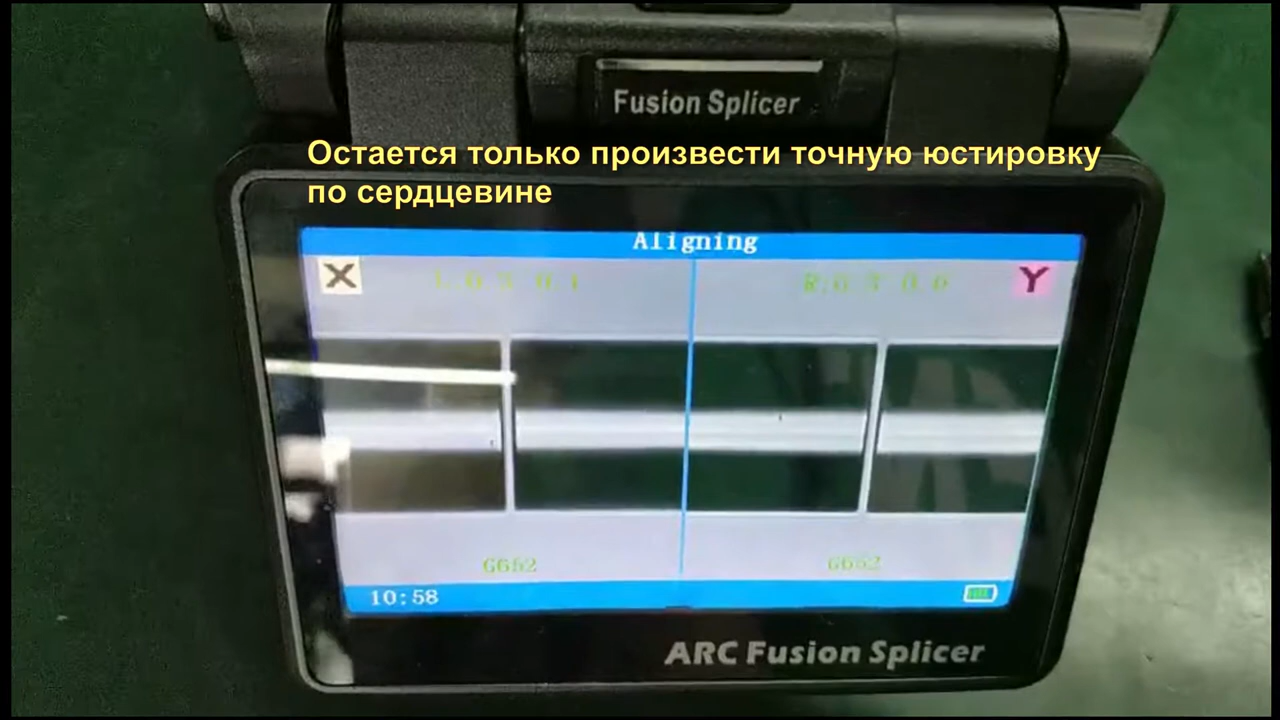 Fusion Splicer
Остается только произвести точную юстировку
по сердцевине
Aligning
X
Y
G652
G652
10:58
ARC Fusion Splicer